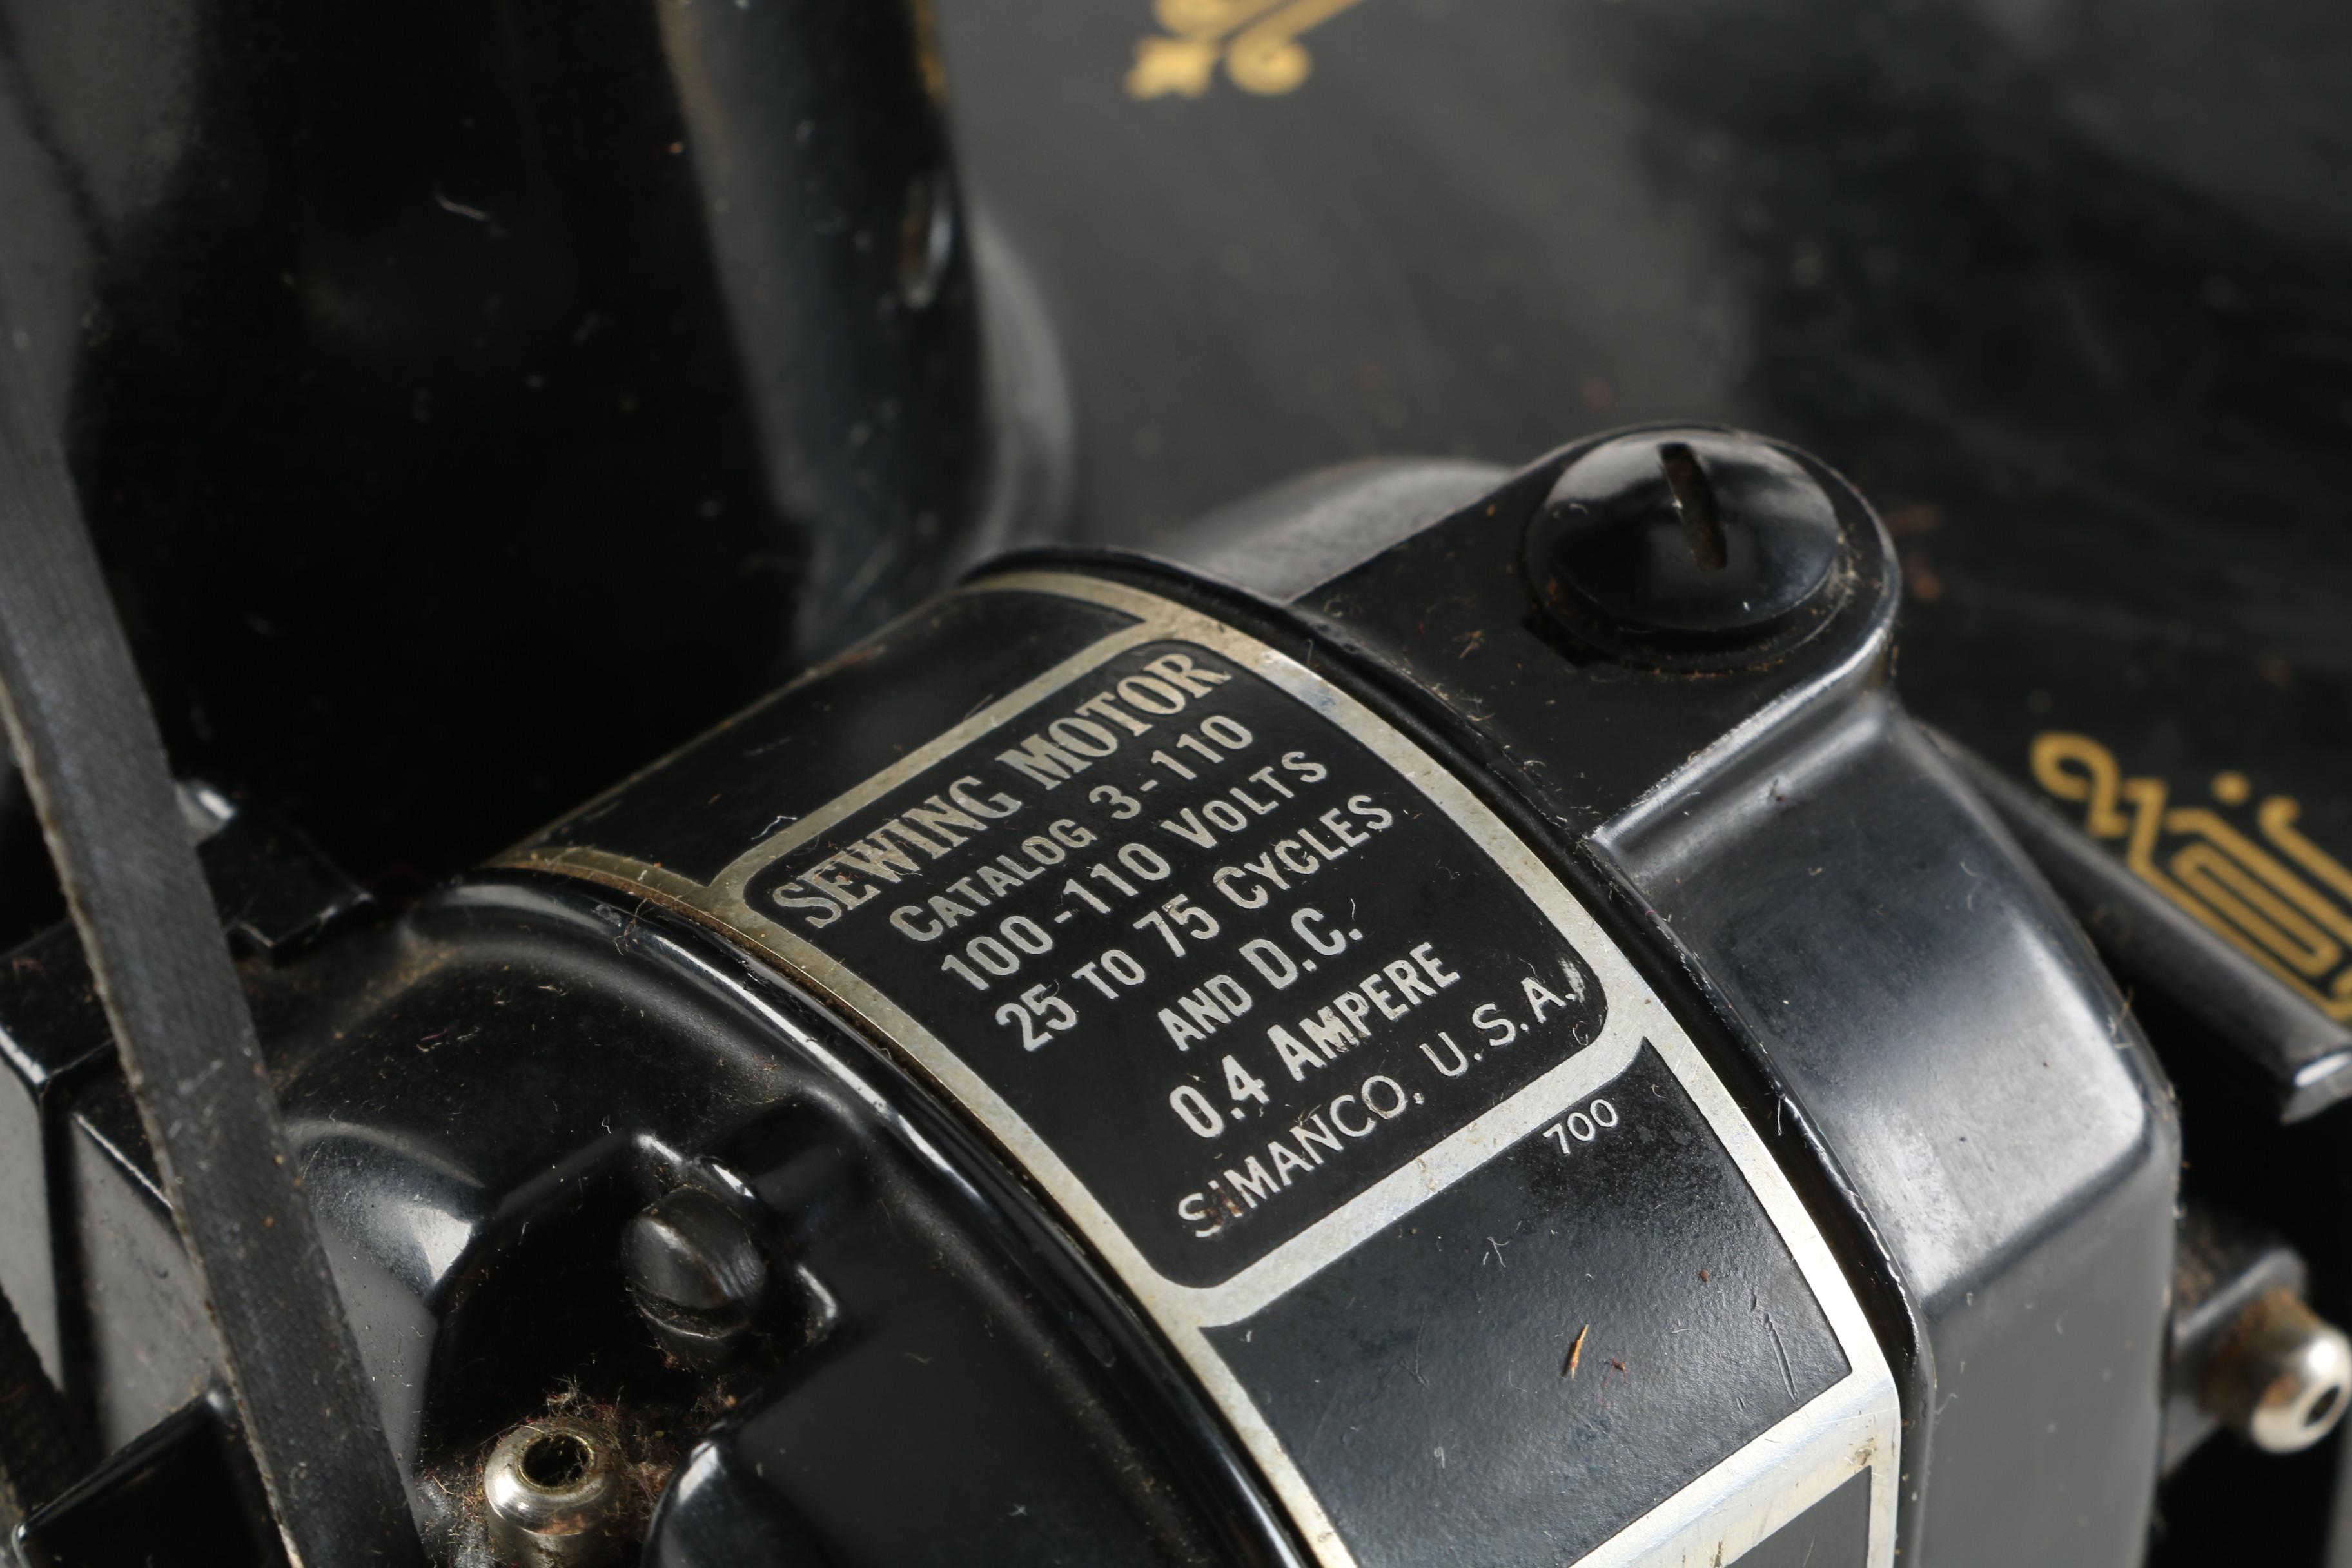 SEWING MOTOR
CATALOG 3-110
100-110 VOLTS
25 TO 75 CYCLES
AND D.C.
0.4 AMPERE
SIMANCO, U.S.A.
700